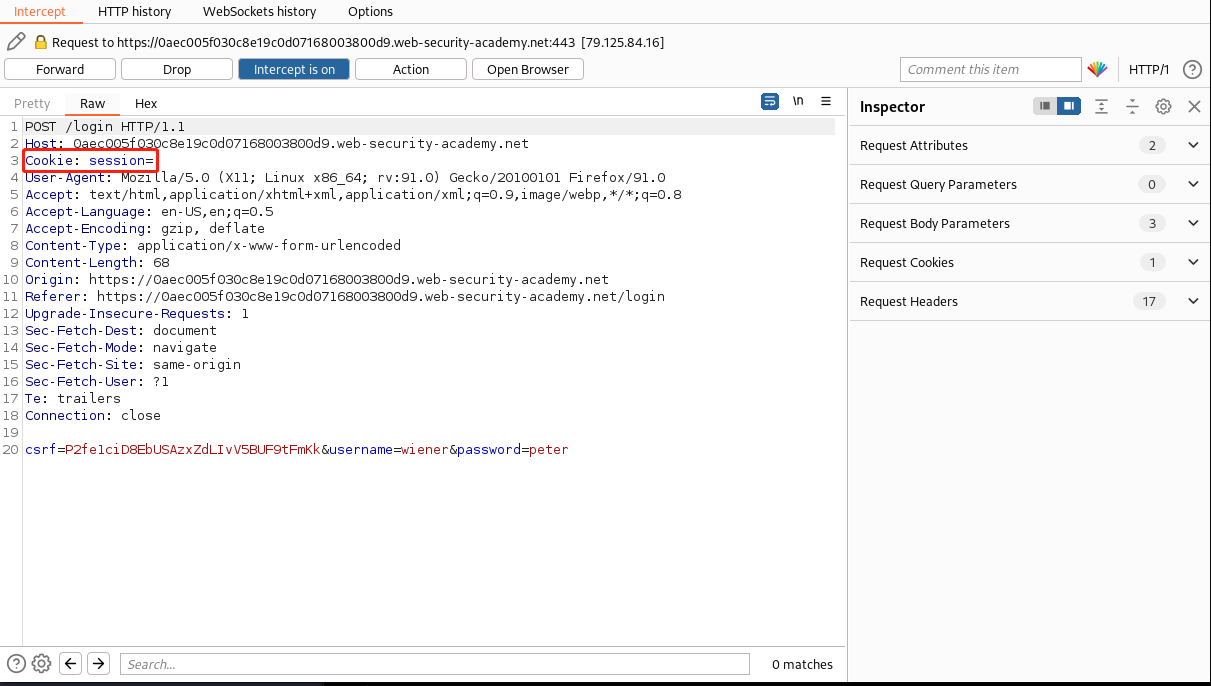 Intercept HTTP history WebSockets history Options
Request to https://0aec005f030c8e19c0d07168003800d9.web-security-academy.net:443 [79.125.84.16]
Forward Drop Intercept is on Action Open Browser Comment this item HTTP/1 ?
Pretty Raw Hex \n Inspector
1 POST /login HTTP/1.1
2 Host: 0aec005f030c8e19c0d07168003800d9.web-security-academy.net
3 Cookie: session=
4 User-Agent: Mozilla/5.0 (X11; Linux x86_64; rv:91.0) Gecko/20100101 Firefox/91.0
5 Accept: text/html,application/xhtml+xml,application/xml;q=0.9,image/webp,*/*;q=0.8
6 Accept-Language: en-US,en;q=0.5
7 Accept-Encoding: gzip, deflate
8 Content-Type: application/x-www-form-urlencoded
9 Content-Length: 68
10 Origin: https://0aec005f030c8e19c0d07168003800d9.web-security-academy.net
11 Referer: https://0aec005f030c8e19c0d07168003800d9.web-security-academy.net/login
12 Upgrade-Insecure-Requests: 1
13 Sec-Fetch-Dest: document
14 Sec-Fetch-Mode: navigate
15 Sec-Fetch-Site: same-origin
16 Sec-Fetch-User: ?1
17 Te: trailers
18 Connection: close
19
20 csrf=P2fe1ciD8EbUSAzxZdLIvV5BUF9tFmKk&username=wiener&password=peter
Request Attributes 2
Request Query Parameters 0
Request Body Parameters 3
Request Cookies 1
Request Headers 17
? Search... 0 matches